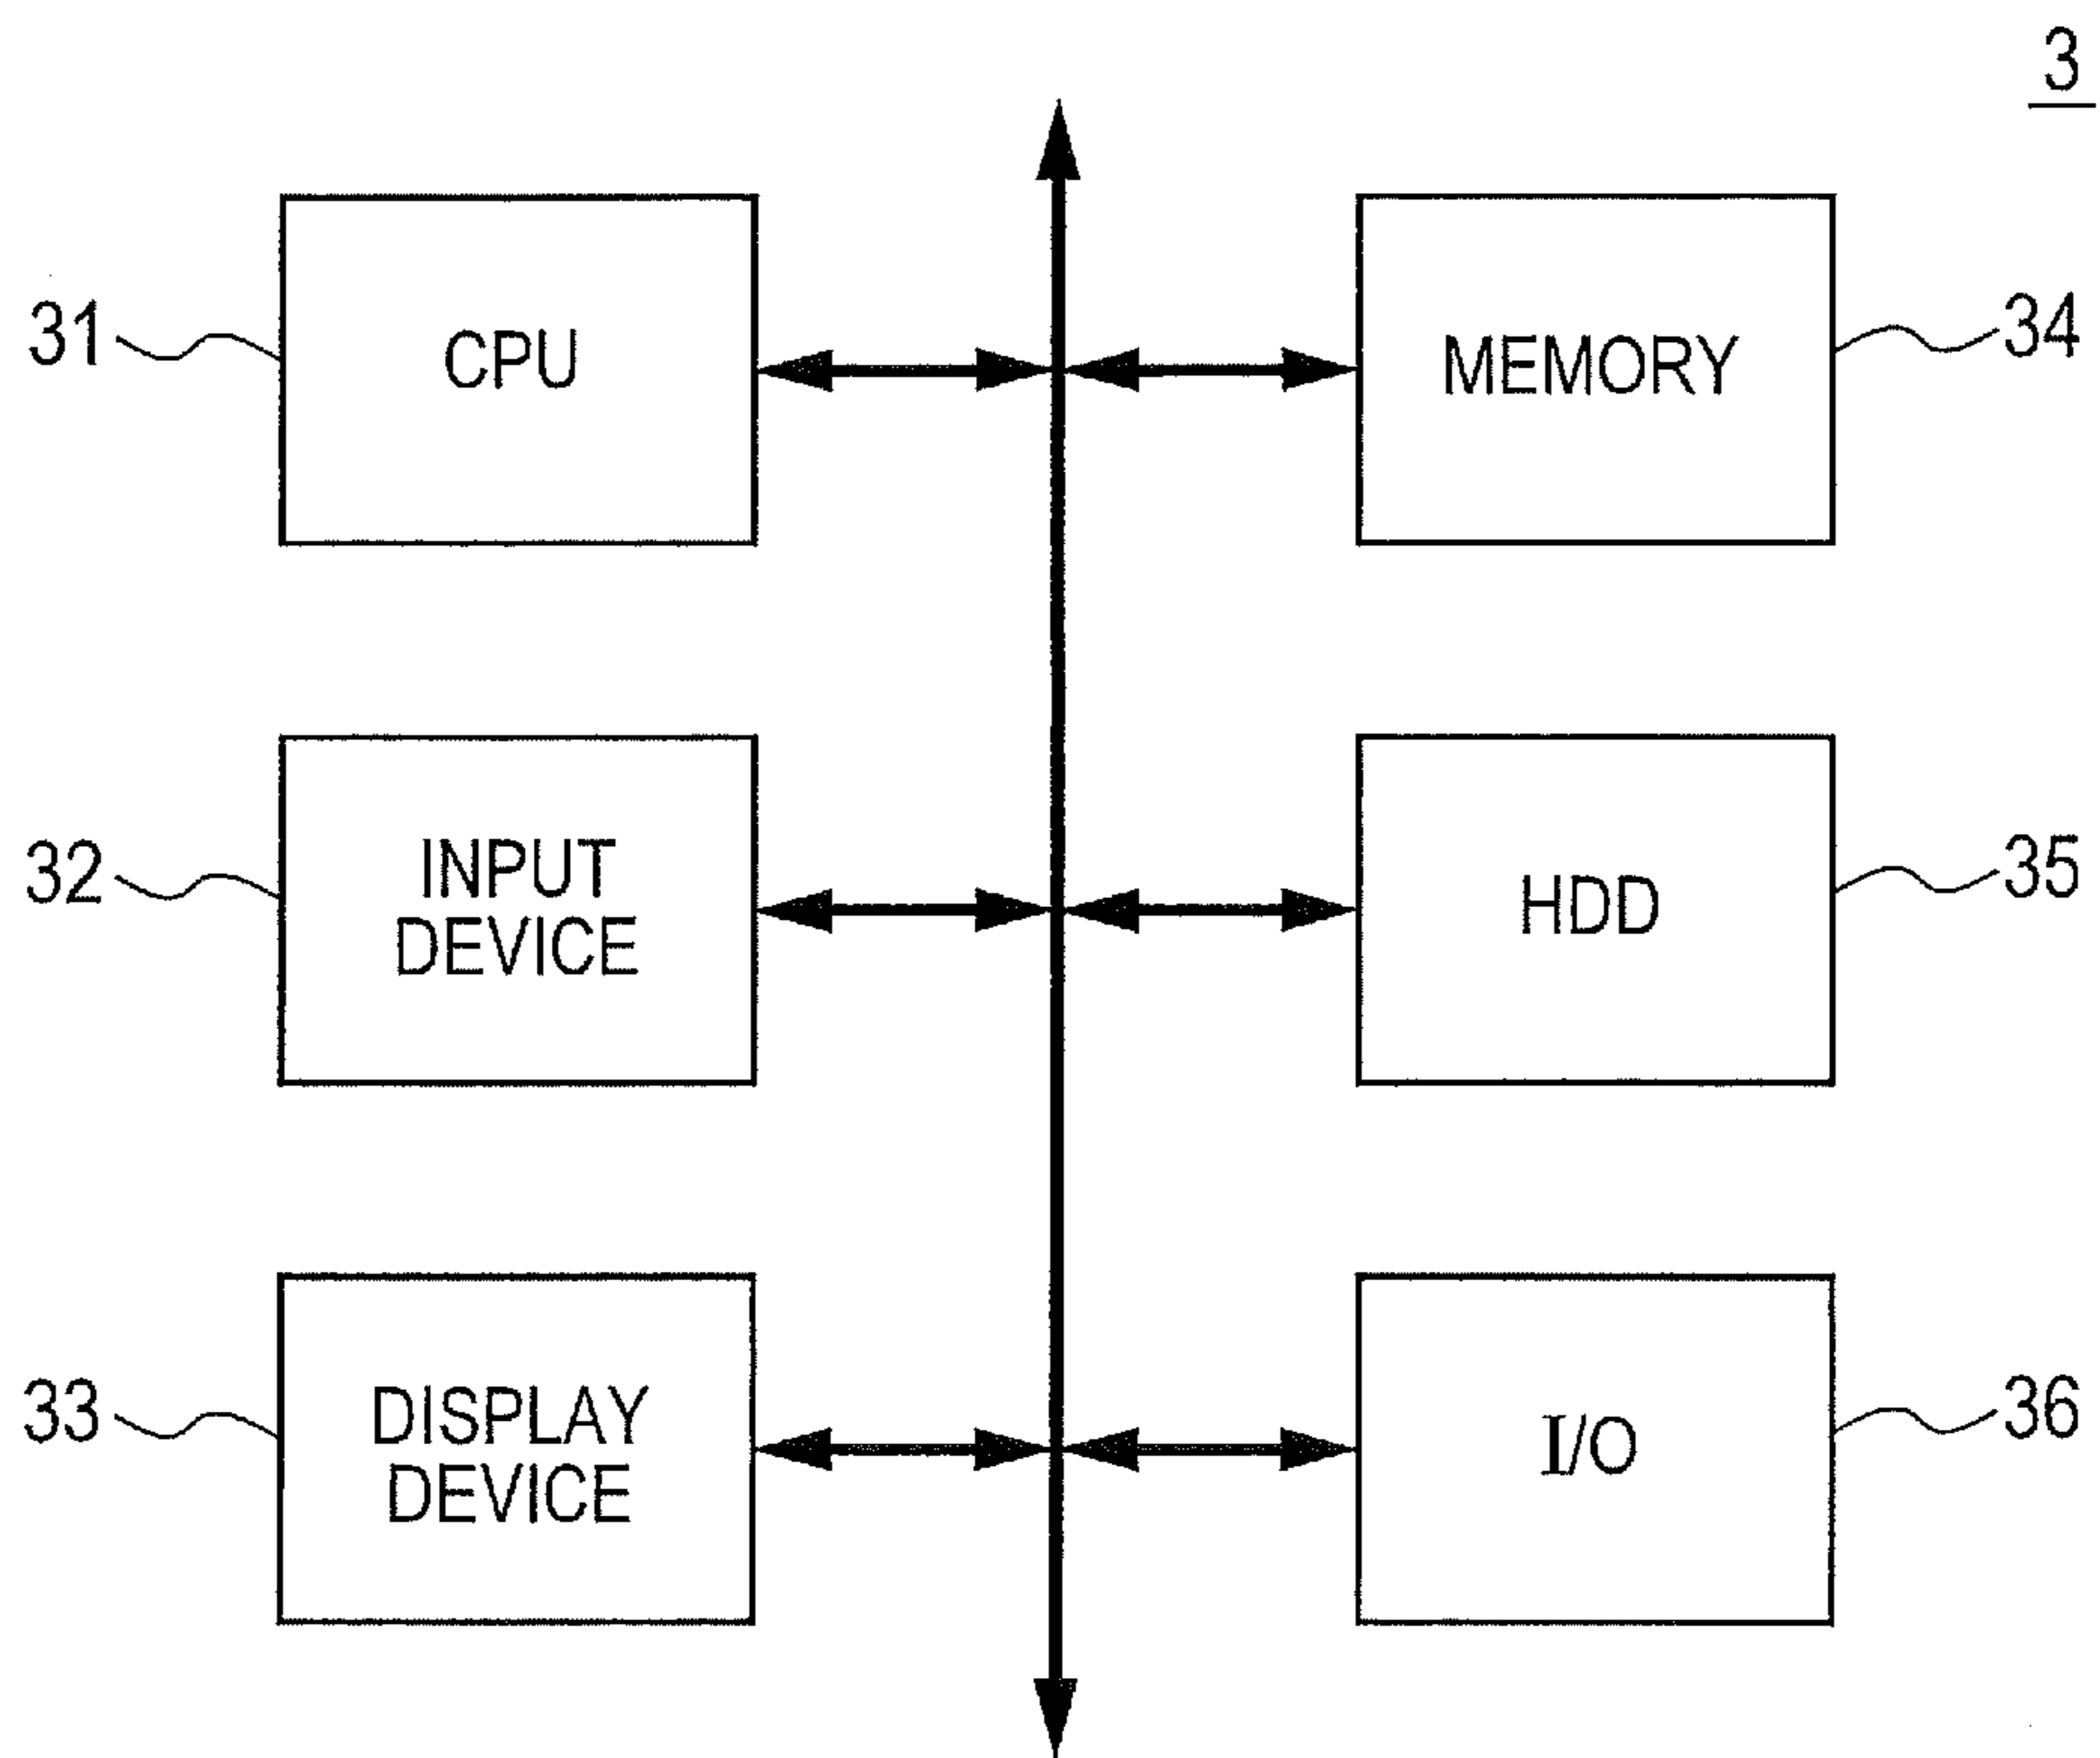 3
31
CPU
MEMORY
34
32
INPUT
DEVICE
HDD
35
33
DISPLAY
DEVICE
I/O
36